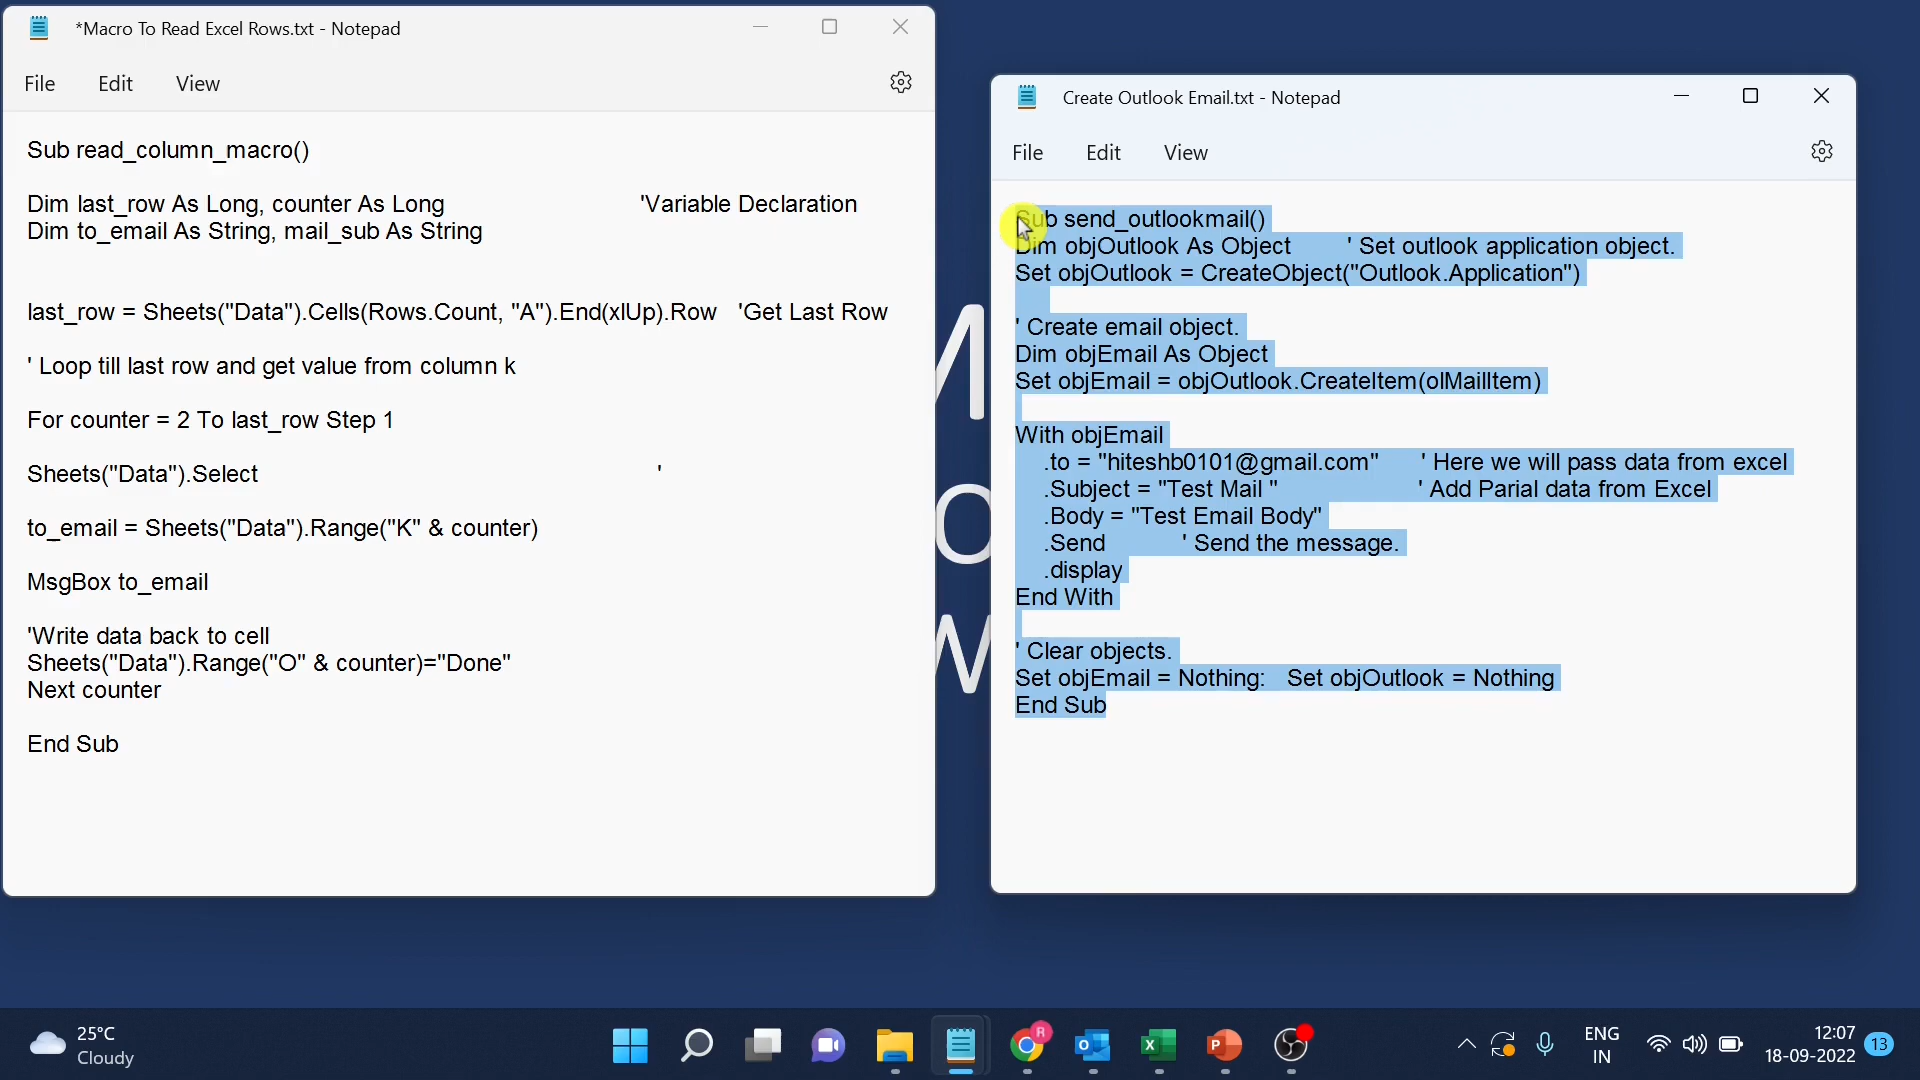 *Macro To Read Excel Rows.txt - Notepad
File Edit View
Sub read_column_macro()
Dim last_row As Long, counter As Long 'Variable Declaration
Dim to_email As String, mail_sub As String
last_row = Sheets("Data").Cells(Rows.Count, "A").End(xlUp).Row 'Get Last Row
' Loop till last row and get value from column k
For counter = 2 To last_row Step 1
Sheets("Data").Select '
to_email = Sheets("Data").Range("K" & counter)
MsgBox to_email
'Write data back to cell
Sheets("Data").Range("O" & counter)="Done"
Next counter
End Sub
Create Outlook Email.txt - Notepad
File Edit View
Sub send_outlookmail()
Dim objOutlook As Object ' Set outlook application object.
Set objOutlook = CreateObject("Outlook.Application")
' Create email object.
Dim objEmail As Object
Set objEmail = objOutlook.CreateItem(olMailItem)
With objEmail
.to = "hiteshb0101@gmail.com" ' Here we will pass data from excel
.Subject = "Test Mail " ' Add Parial data from Excel
.Body = "Test Email Body"
.Send ' Send the message.
.display
End With
' Clear objects.
Set objEmail = Nothing: Set objOutlook = Nothing
End Sub
25°C
Cloudy
R
ENG
IN
12:07
18-09-2022
13